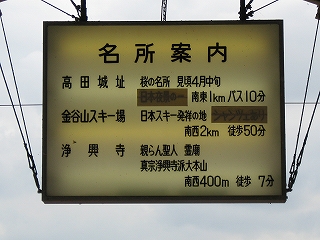 名所案内
高田城址 桜の名所 見頃4月中旬
南東1km バス10分
金谷山スキー場 日本スキー発祥の地
南西2km 徒歩50分
浄興寺 親らん聖人 霊廟
真宗浄興寺派大本山
南西400m 徒歩 7分